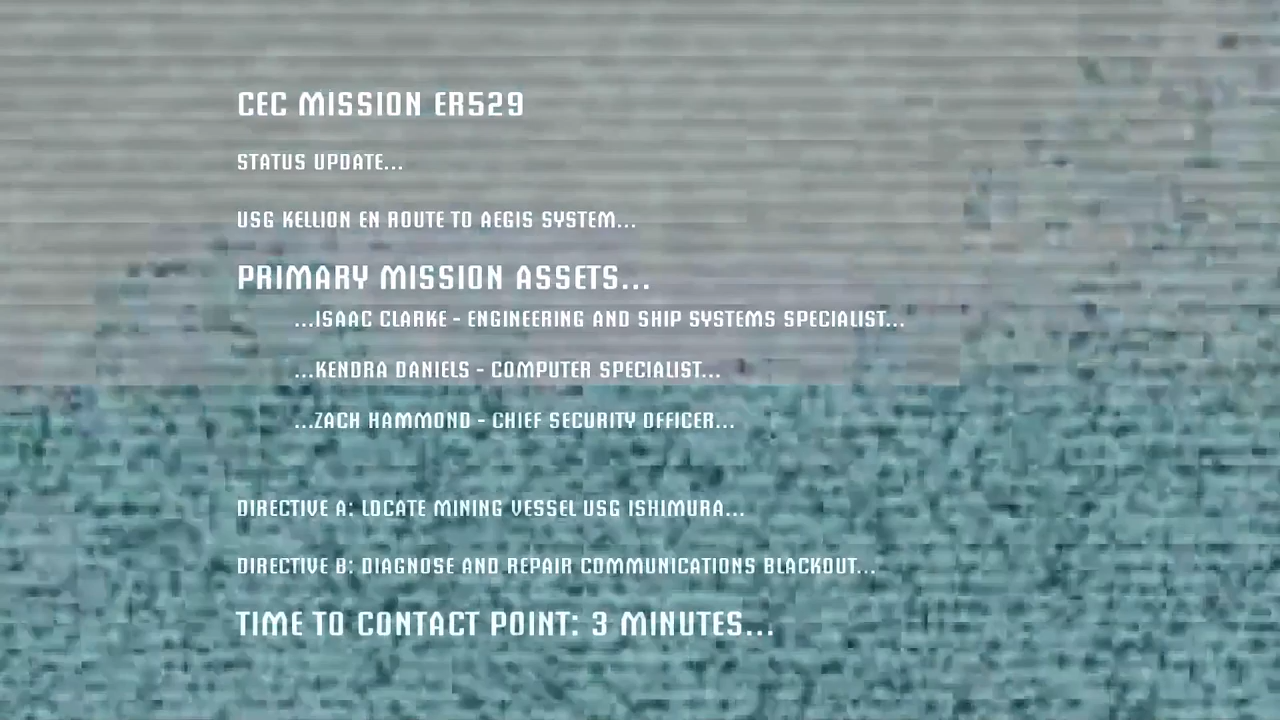 CEC MISSION ER529
STATUS UPDATE...
USG KELLION EN ROUTE TO AEGIS SYSTEM...
PRIMARY MISSION ASSETS...
...ISAAC CLARKE - ENGINEERING AND SHIP SYSTEMS SPECIALIST...
...KENDRA DANIELS - COMPUTER SPECIALIST...
...ZACH HAMMOND - CHIEF SECURITY OFFICER...
DIRECTIVE A: LOCATE MINING VESSEL USG ISHIMURA...
DIRECTIVE B: DIAGNOSE AND REPAIR COMMUNICATIONS BLACKOUT...
TIME TO CONTACT POINT: 3 MINUTES...